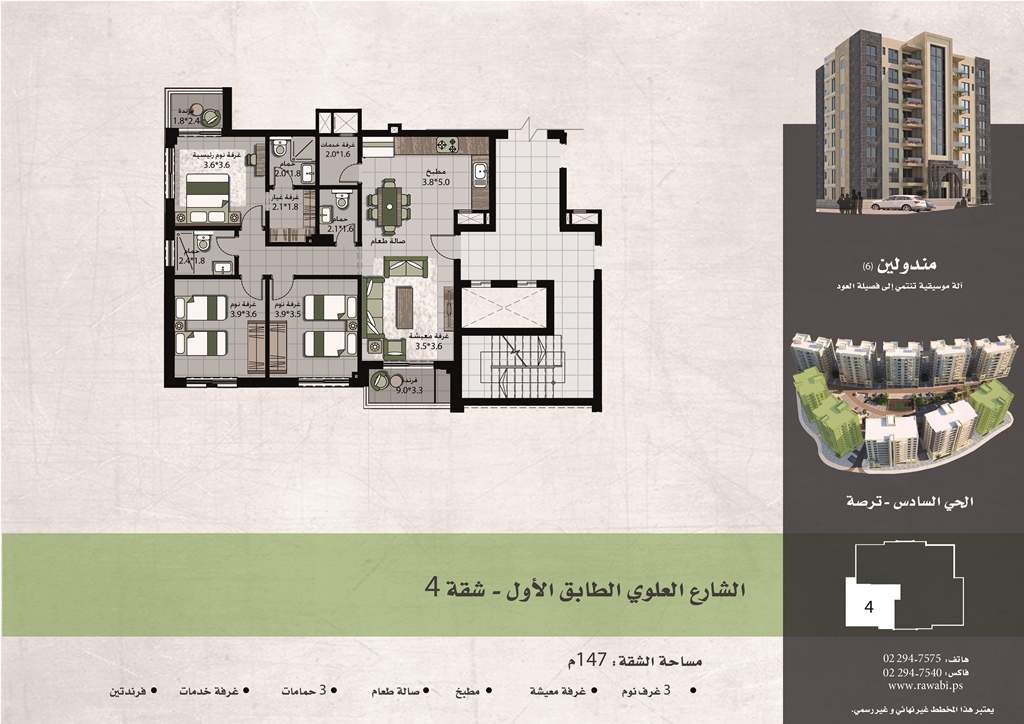 فرندة
1.8*2.4
غرفة نوم رئيسية
3.6*3.6
حمام
2.0*1.8
غرفة خدمات
2.0*1.6
مطبخ
3.8*5.0
غرفة غيار
2.1*1.8
حمام
2.1*1.6
صالة طعام
حمام
2.4*1.8
غرفة نوم
3.9*3.6
غرفة نوم
3.9*3.5
غرفة معيشة
3.5*3.6
فرندة
9.0*3.3
مندولين (6)
آلة موسيقية تنتمي إلى فصيلة العود
الحي السادس - ترصة
الشارع العلوي الطابق الأول - شقة 4
4
مساحة الشقة: 147م
• 3 غرف نوم • غرفة معيشة • مطبخ • صالة طعام • 3 حمامات • غرفة خدمات • فرندتين
هاتف: 02 294-7575
فاكس: 02 294-7540
www.rawabi.ps
يعتبر هذا المخطط غير نهائي و غير رسمي.